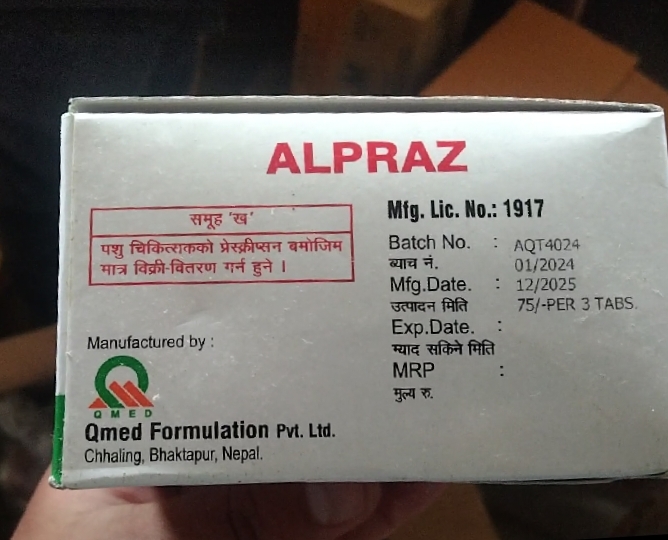 ALPRAZ
समूह 'ख'
पशु चिकित्सकको प्रेस्क्रीप्सन बमोजिम
मात्र विक्री-वितरण गर्न हुने ।
Manufactured by :
QMED
Qmed Formulation Pvt. Ltd.
Chhaling, Bhaktapur, Nepal.
Mfg. Lic. No.: 1917
Batch No. : AQT4024
ब्याच नं. 01/2024
Mfg.Date. : 12/2025
उत्पादन मिति 75/-PER 3 TABS.
Exp.Date. :
म्याद सकिने मिति
MRP :
मुल्य रु.